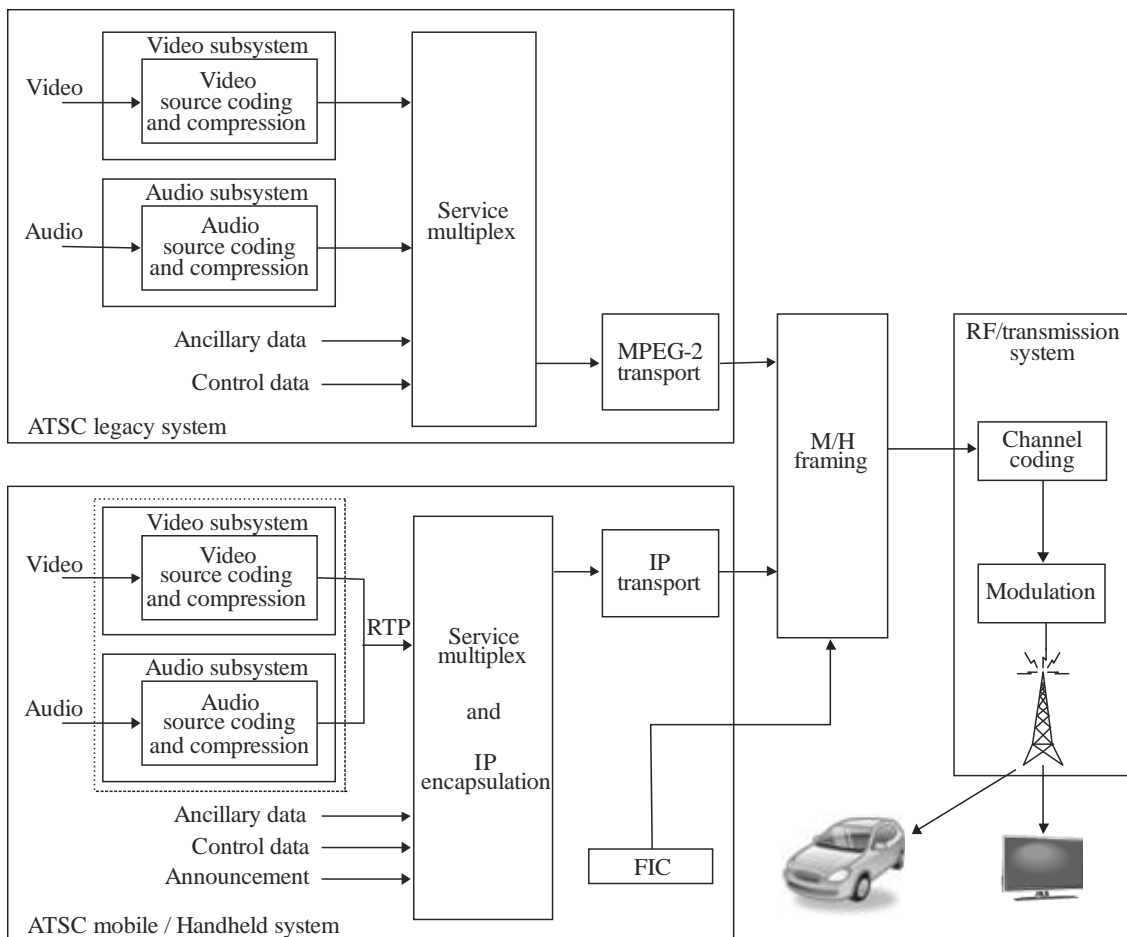 Video subsystem
Video
Video
source coding
and compression
Audio subsystem
Audio
Audio
source coding
and compression
Service
multiplex
Ancillary data
Control data
MPEG-2
transport
ATSC legacy system
M/H
framing
RF/transmission
system
Channel
coding
Modulation
Video subsystem
Video
Video
source coding
and compression
RTP
Audio subsystem
Audio
Audio
source coding
and compression
Service
multiplex
and
IP
encapsulation
IP
transport
Ancillary data
Control data
Announcement
FIC
ATSC mobile / Handheld system